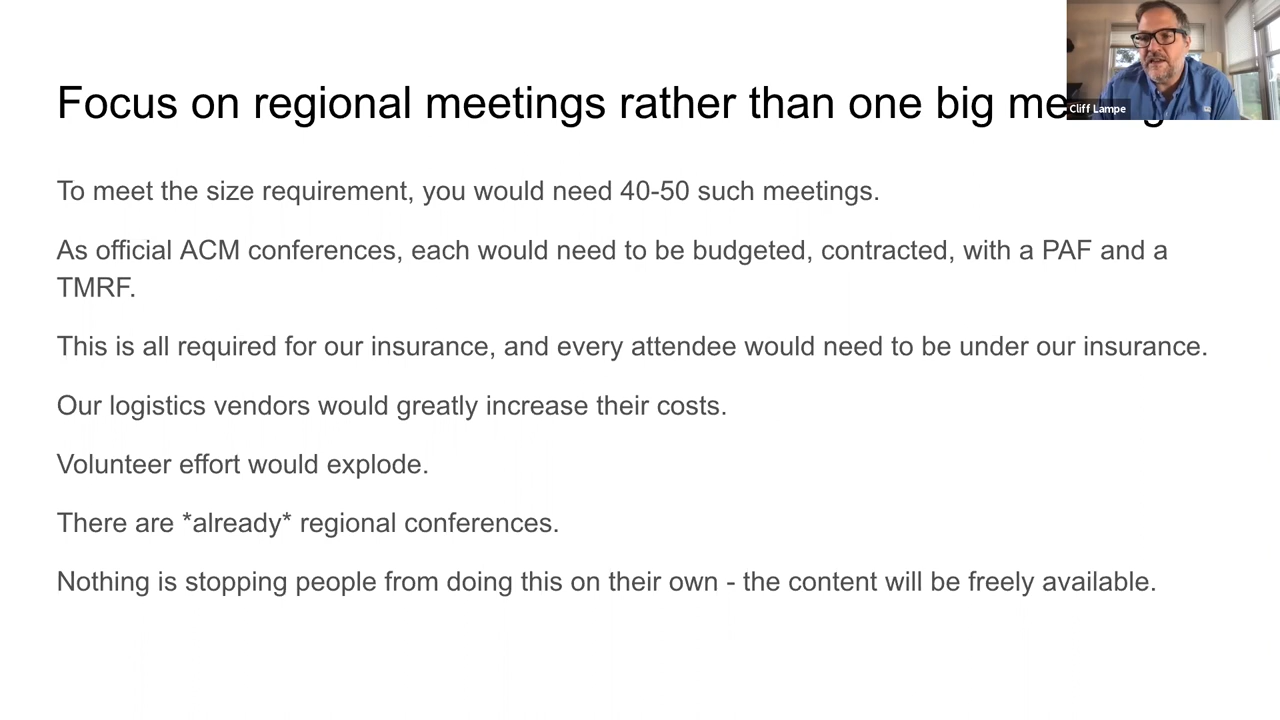 Focus on regional meetings rather than one big
Cliff Lampe
To meet the size requirement, you would need 40-50 such meetings.
As official ACM conferences, each would need to be budgeted, contracted, with a PAF and a
TMRF.
This is all required for our insurance, and every attendee would need to be under our insurance.
Our logistics vendors would greatly increase their costs.
Volunteer effort would explode.
There are *already* regional conferences.
Nothing is stopping people from doing this on their own - the content will be freely available.